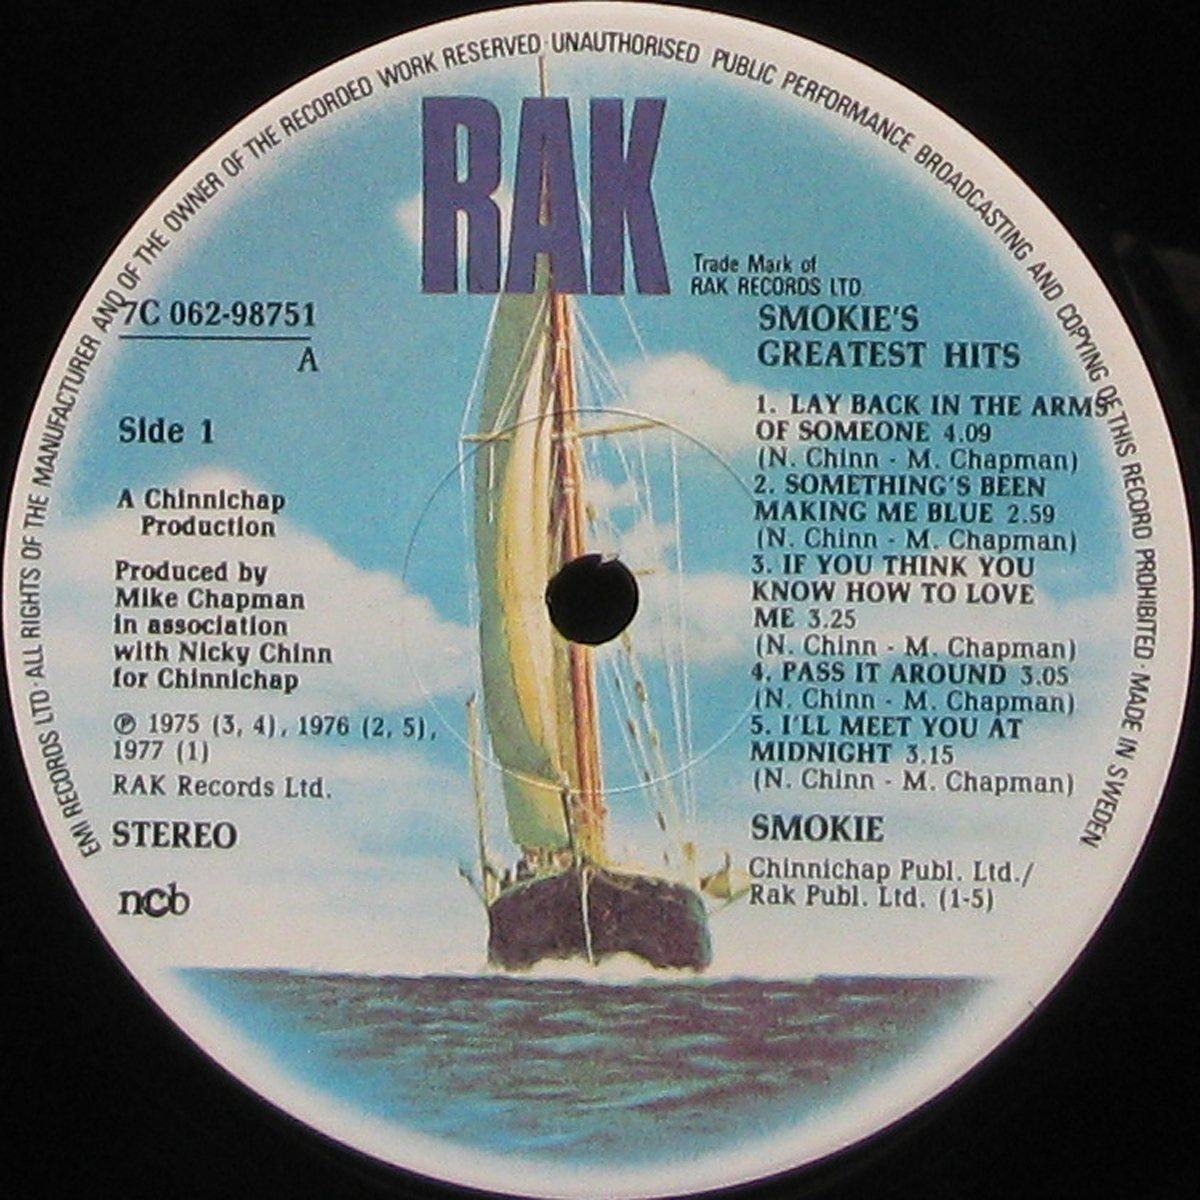 EMI RECORDS LTD · ALL RIGHTS OF THE MANUFACTURER AND OF THE OWNER OF THE RECORDED WORK RESERVED · UNAUTHORISED PUBLIC PERFORMANCE BROADCASTING AND COPYING OF THIS RECORD PROHIBITED · MADE IN SWEDEN
RAK
Trade Mark of
RAK RECORDS LTD
7C 062-98751
A
Side 1
A Chinnichap
Production
Produced by
Mike Chapman
in association
with Nicky Chinn
for Chinnichap
℗ 1975 (3, 4), 1976 (2, 5),
1977 (1)
RAK Records Ltd.
STEREO
ncb
SMOKIE'S
GREATEST HITS
1. LAY BACK IN THE ARMS
OF SOMEONE 4.09
(N. Chinn - M. Chapman)
2. SOMETHING'S BEEN
MAKING ME BLUE 2.59
(N. Chinn - M. Chapman)
3. IF YOU THINK YOU
KNOW HOW TO LOVE
ME 3.25
(N. Chinn - M. Chapman)
4. PASS IT AROUND 3.05
(N. Chinn - M. Chapman)
5. I'LL MEET YOU AT
MIDNIGHT 3.15
(N. Chinn - M. Chapman)
SMOKIE
Chinnichap Publ. Ltd./
Rak Publ. Ltd. (1-5)